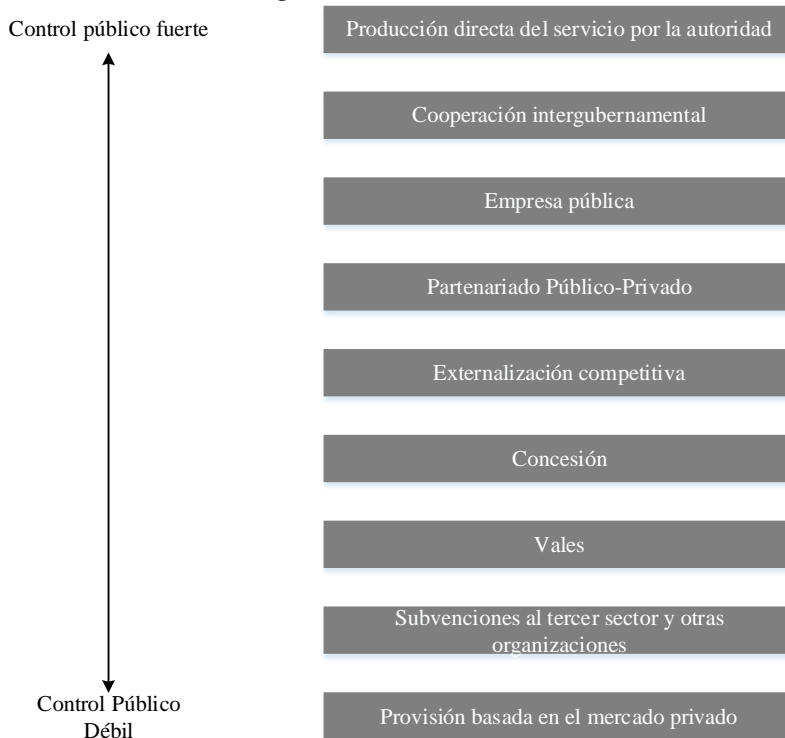 Control público fuerte
Producción directa del servicio por la autoridad
Cooperación intergubernamental
Empresa pública
Partenariado Público-Privado
Externalización competitiva
Concesión
Vales
Subvenciones al tercer sector y otras
organizaciones
Control Público
Débil
Provisión basada en el mercado privado